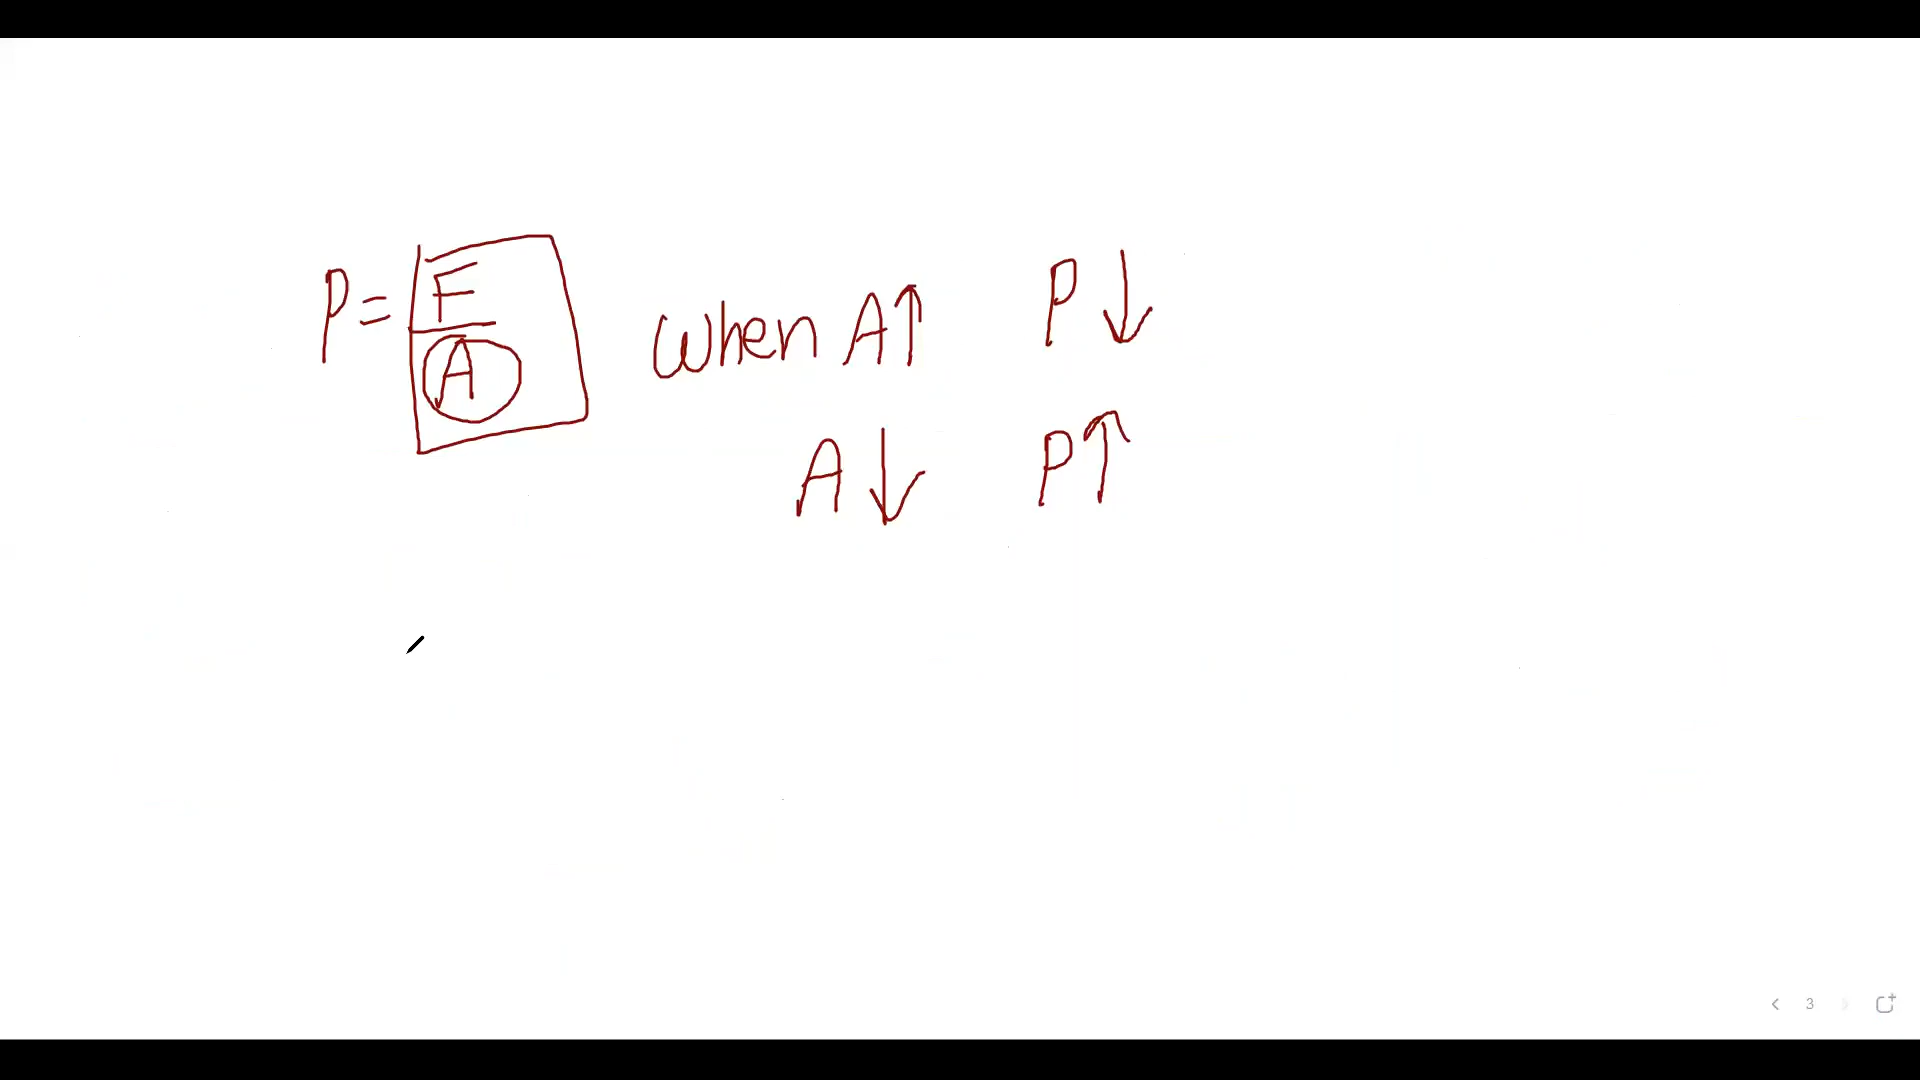 P = F/A when A↑ P↓
A↓ P↑
3